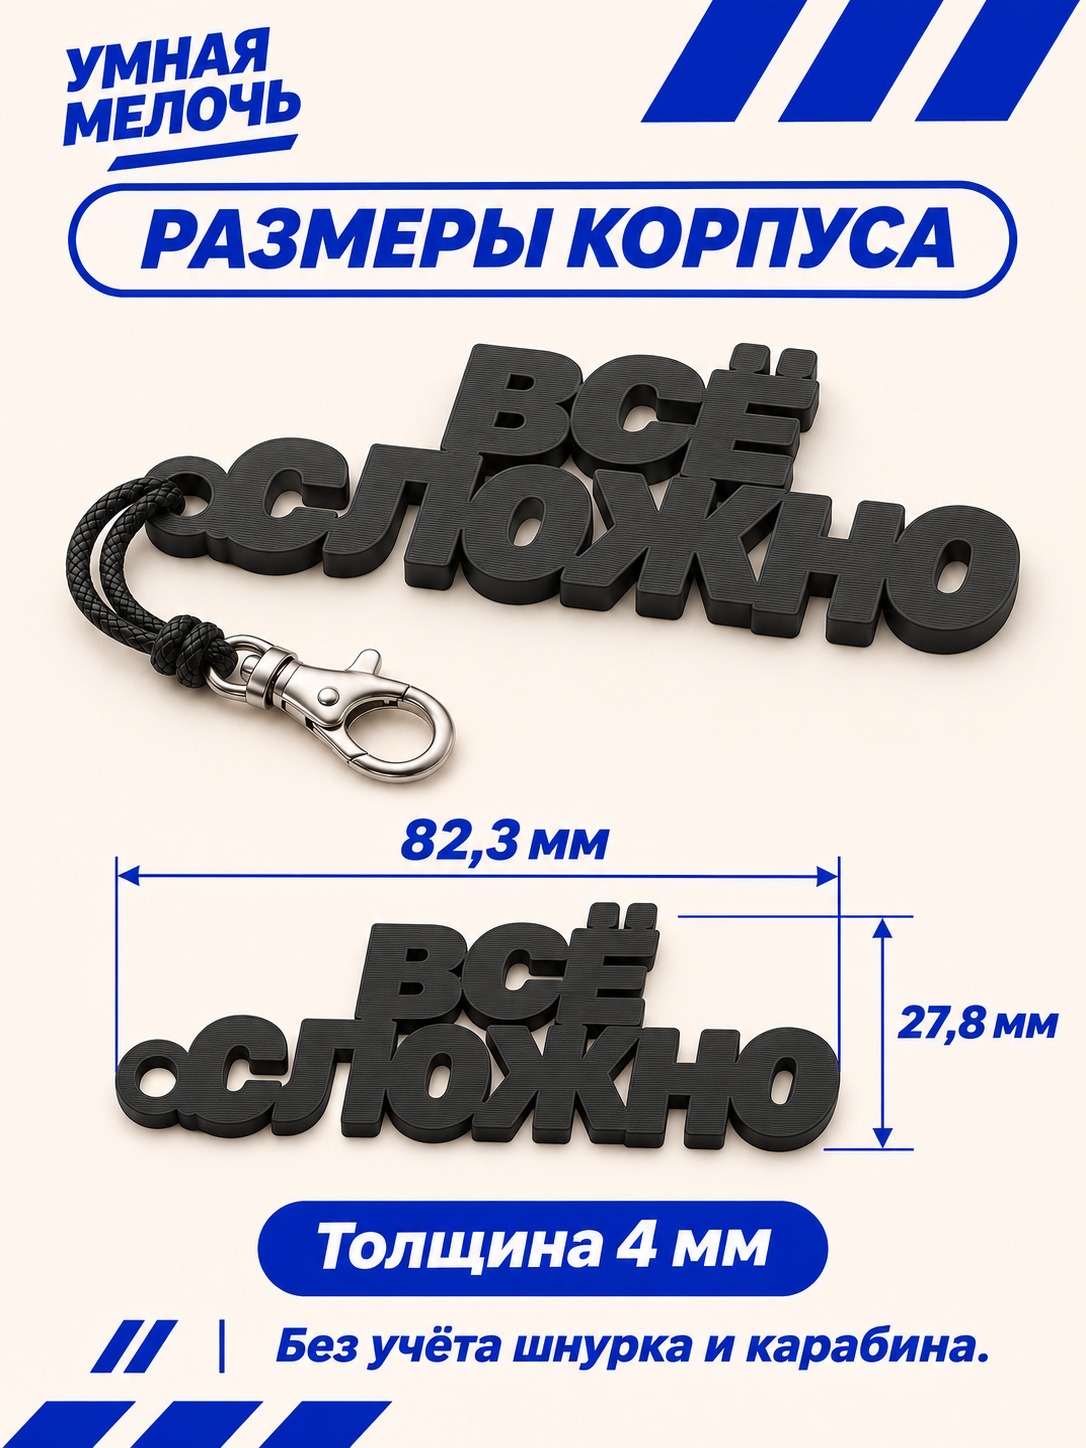 УМНАЯ
МЕЛОЧЬ
РАЗМЕРЫ КОРПУСА
ВСЁ
СЛОЖНО
82,3 мм
ВСЁ
СЛОЖНО
27,8 мм
Толщина 4 мм
Без учёта шнурка и карабина.